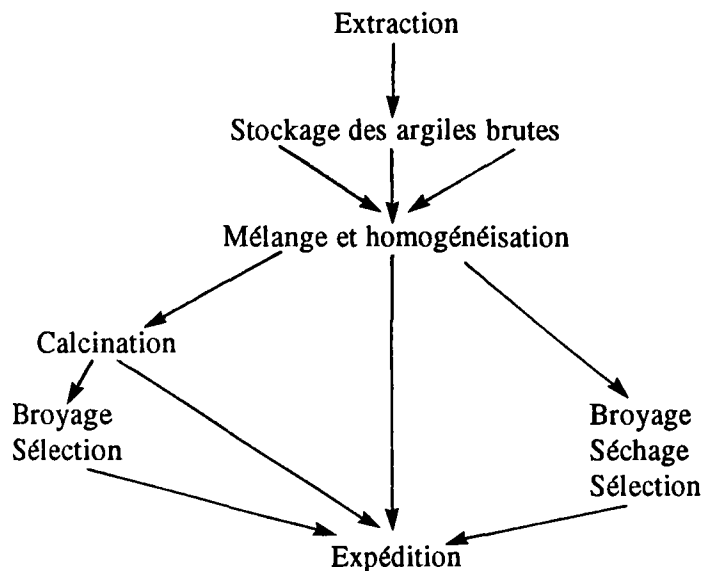 Extraction
Stockage des argiles brutes
Mélange et homogénéisation
Calcination
Broyage
Sélection
Broyage
Séchage
Sélection
Expédition